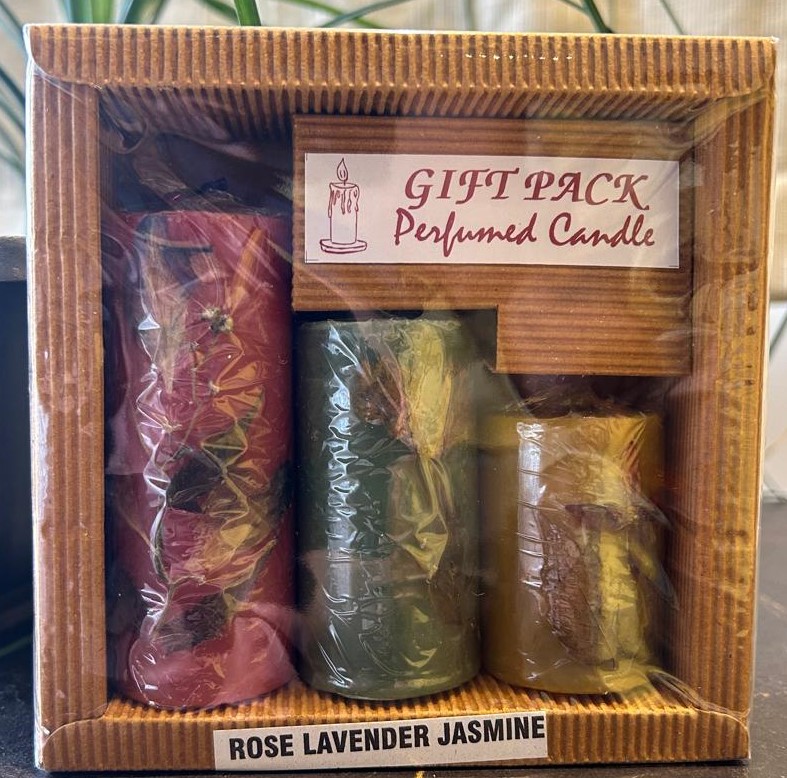 GIFT PACK
Perfumed Candle
ROSE LAVENDER JASMINE